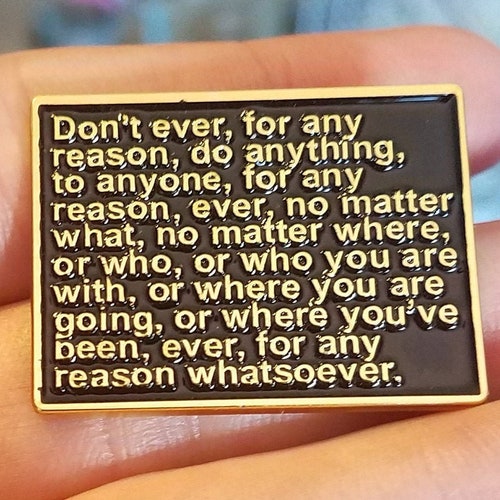 Don't ever, for any
reason, do anything,
to anyone, for any
reason, ever, no matter
what, no matter where,
or who, or who you are
with, or where you are
going, or where you've
been, ever, for any
reason whatsoever.